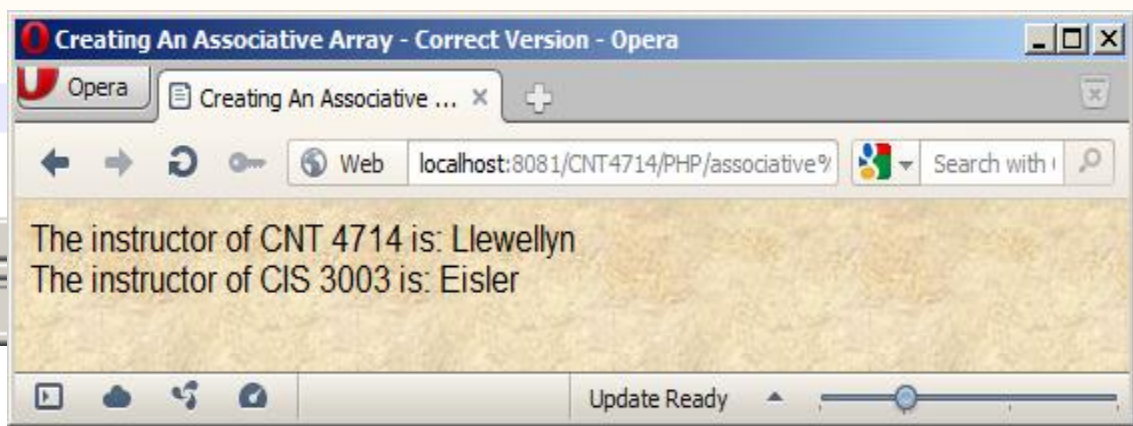 Creating An Associative Array - Correct Version - Opera
Opera
Creating An Associative ...
Web
localhost:8081/CNT4714/PHP/associative%
Search with
The instructor of CNT 4714 is: Llewellyn
The instructor of CIS 3003 is: Eisler
Update Ready